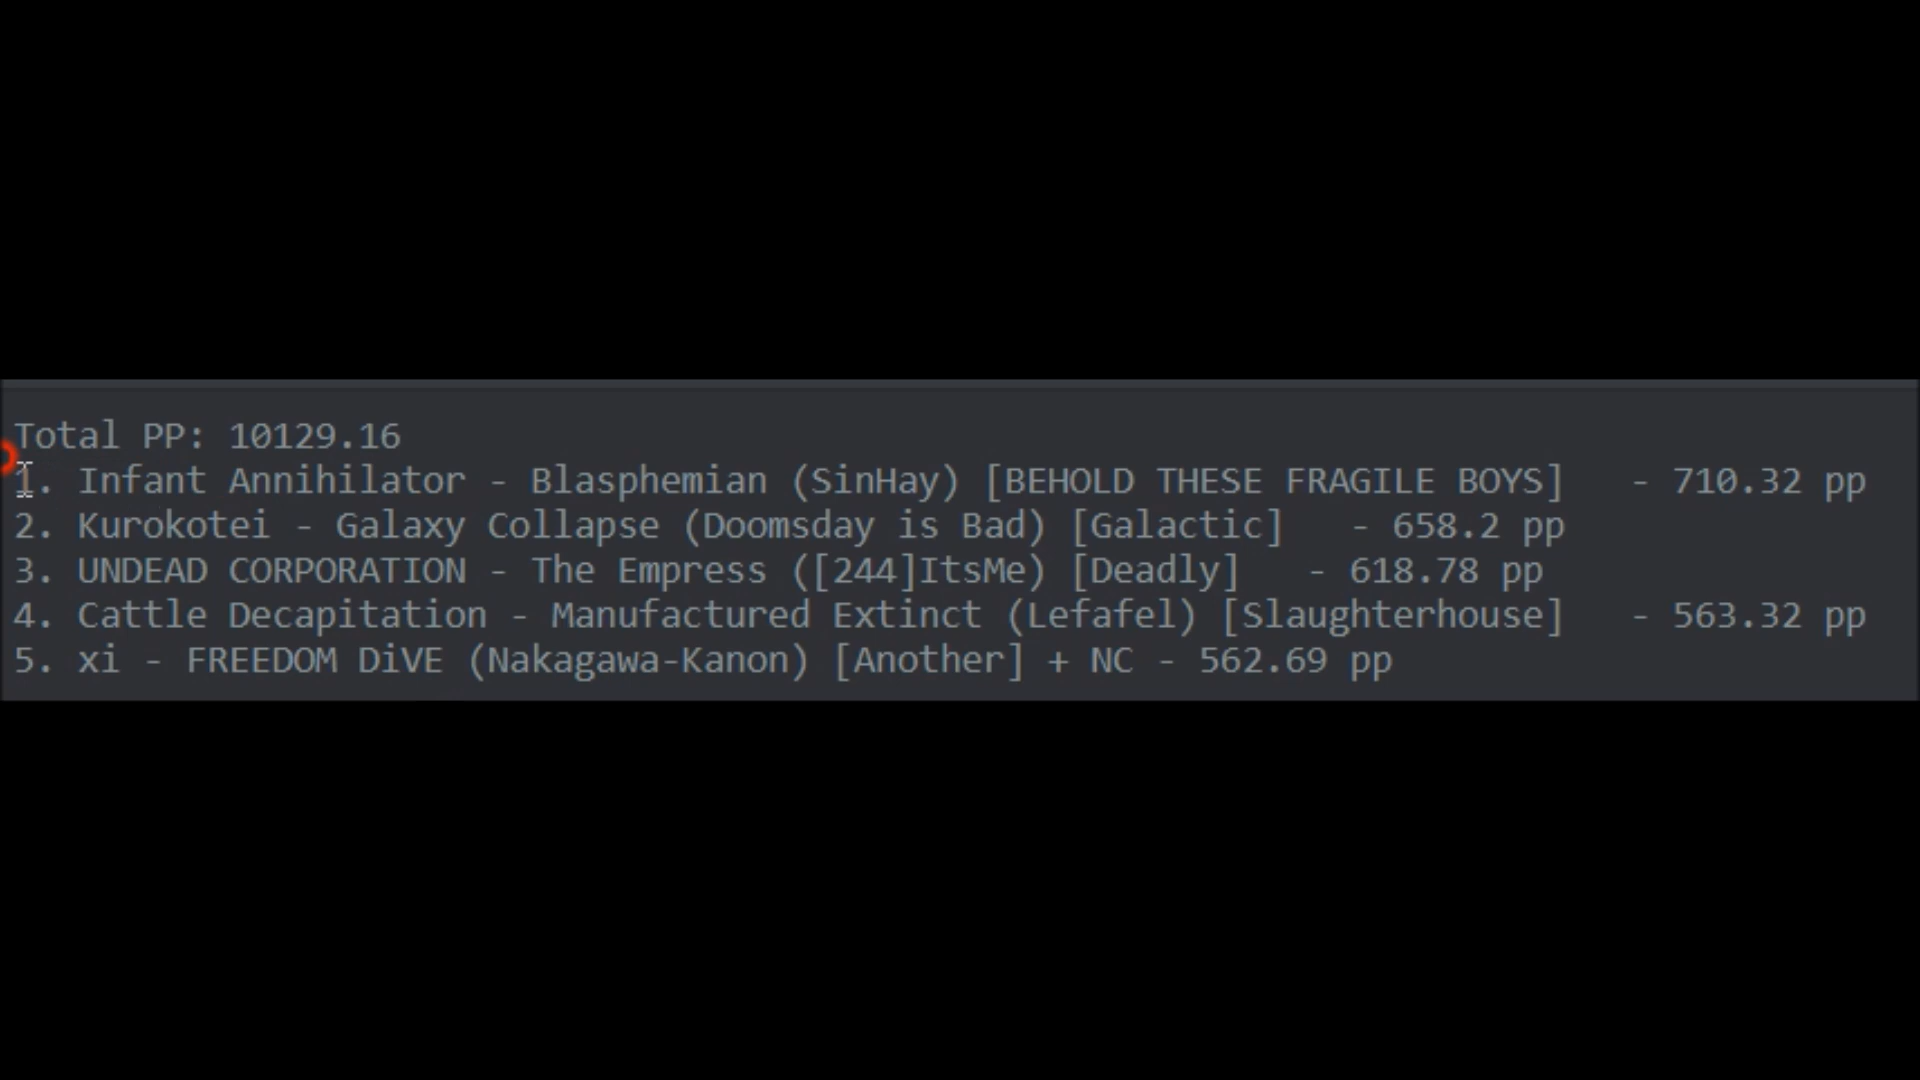 Total PP: 10129.16
1. Infant Annihilator - Blasphemian (SinHay) [BEHOLD THESE FRAGILE BOYS]   - 710.32 pp
2. Kurokotei - Galaxy Collapse (Doomsday is Bad) [Galactic]   - 658.2 pp
3. UNDEAD CORPORATION - The Empress ([244]ItsMe) [Deadly]   - 618.78 pp
4. Cattle Decapitation - Manufactured Extinct (Lefafel) [Slaughterhouse]   - 563.32 pp
5. xi - FREEDOM DiVE (Nakagawa-Kanon) [Another] + NC - 562.69 pp